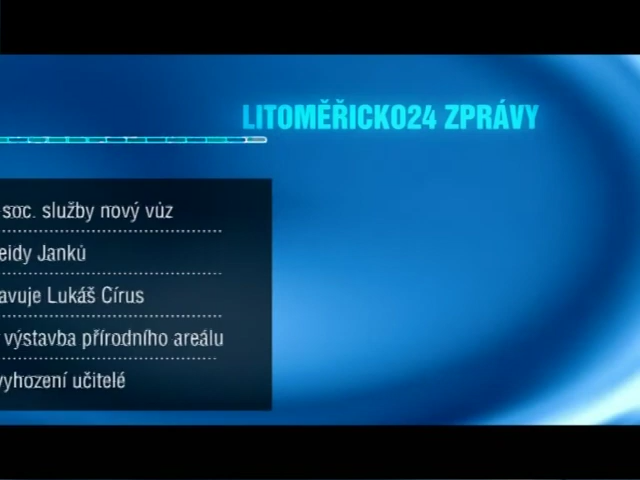 LITOMĚŘICKO24 ZPRÁVY
soc. služby nový vůz
eidy Janků
avuje Lukáš Círus
výstavba přírodního areálu
vyhození učitelé